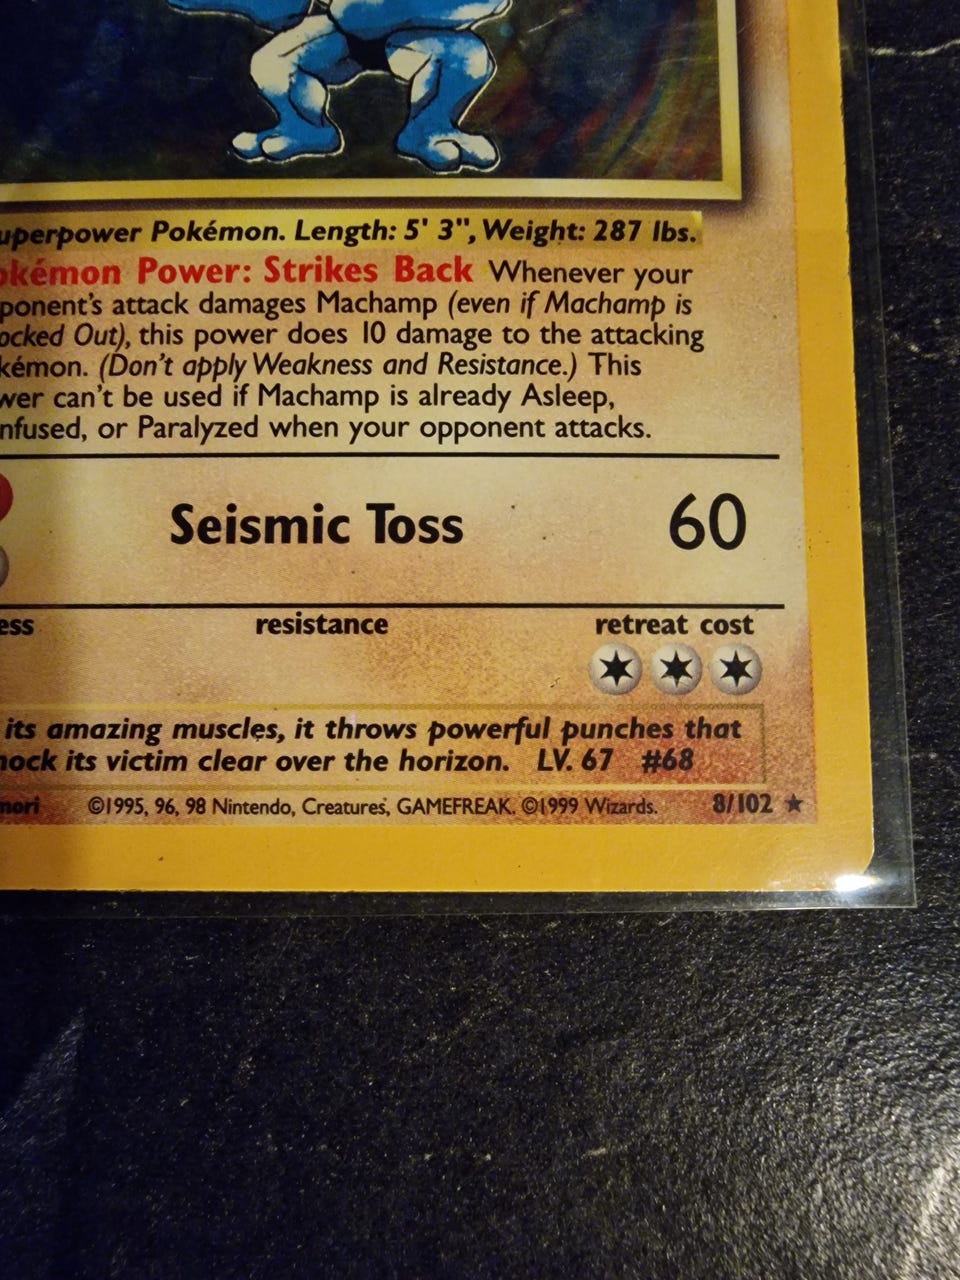 uperpower Pokémon. Length: 5' 3", Weight: 287 lbs.
okémon Power: Strikes Back Whenever your
ponent's attack damages Machamp (even if Machamp is
ocked Out), this power does 10 damage to the attacking
kémon. (Don't apply Weakness and Resistance.) This
wer can't be used if Machamp is already Asleep,
nfused, or Paralyzed when your opponent attacks.
Seismic Toss 60
ess resistance retreat cost
its amazing muscles, it throws powerful punches that
nock its victim clear over the horizon. LV. 67 #68
mori ©1995, 96, 98 Nintendo, Creatures, GAMEFREAK. ©1999 Wizards. 8/102 ★